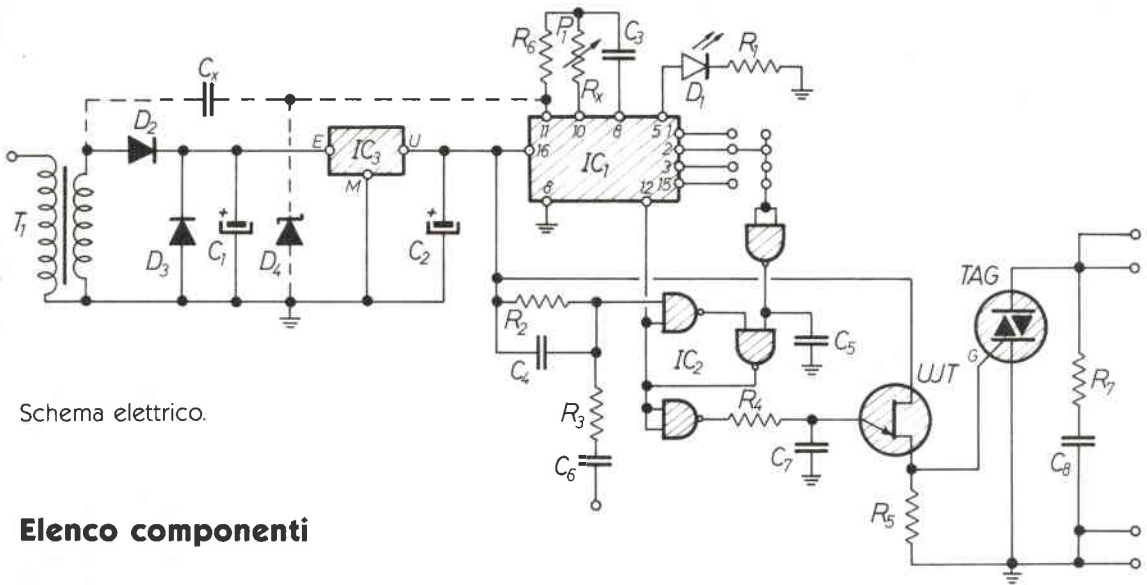 R6
P1
C3
Rx
D1
R1
Cx
D2
E
IC3
U
M
11
10
8
5
1
2
3
15
16
IC1
8
12
T1
D3
+
C1
D4
+
C2
R2
C4
IC2
C5
TAG
G
UJT
R3
R4
C7
C6
R5
R7
C8
Schema elettrico.
Elenco componenti